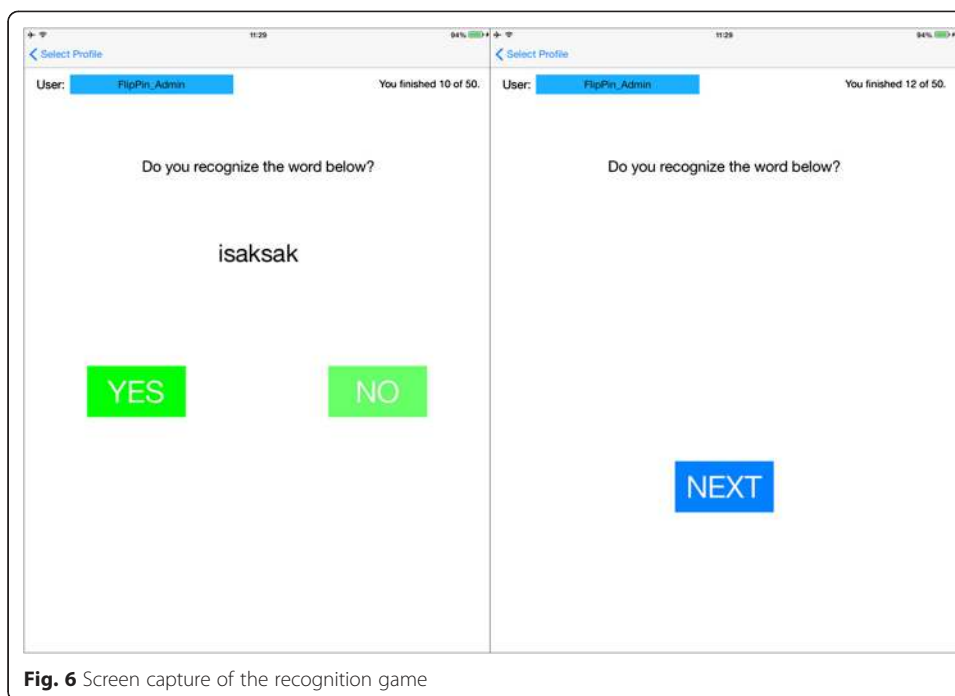 11:29
94%
< Select Profile
User: FlipPin_Admin You finished 10 of 50.
Do you recognize the word below?
isaksak
YES NO
11:29
94%
< Select Profile
User: FlipPin_Admin You finished 12 of 50.
Do you recognize the word below?
NEXT
Fig. 6 Screen capture of the recognition game